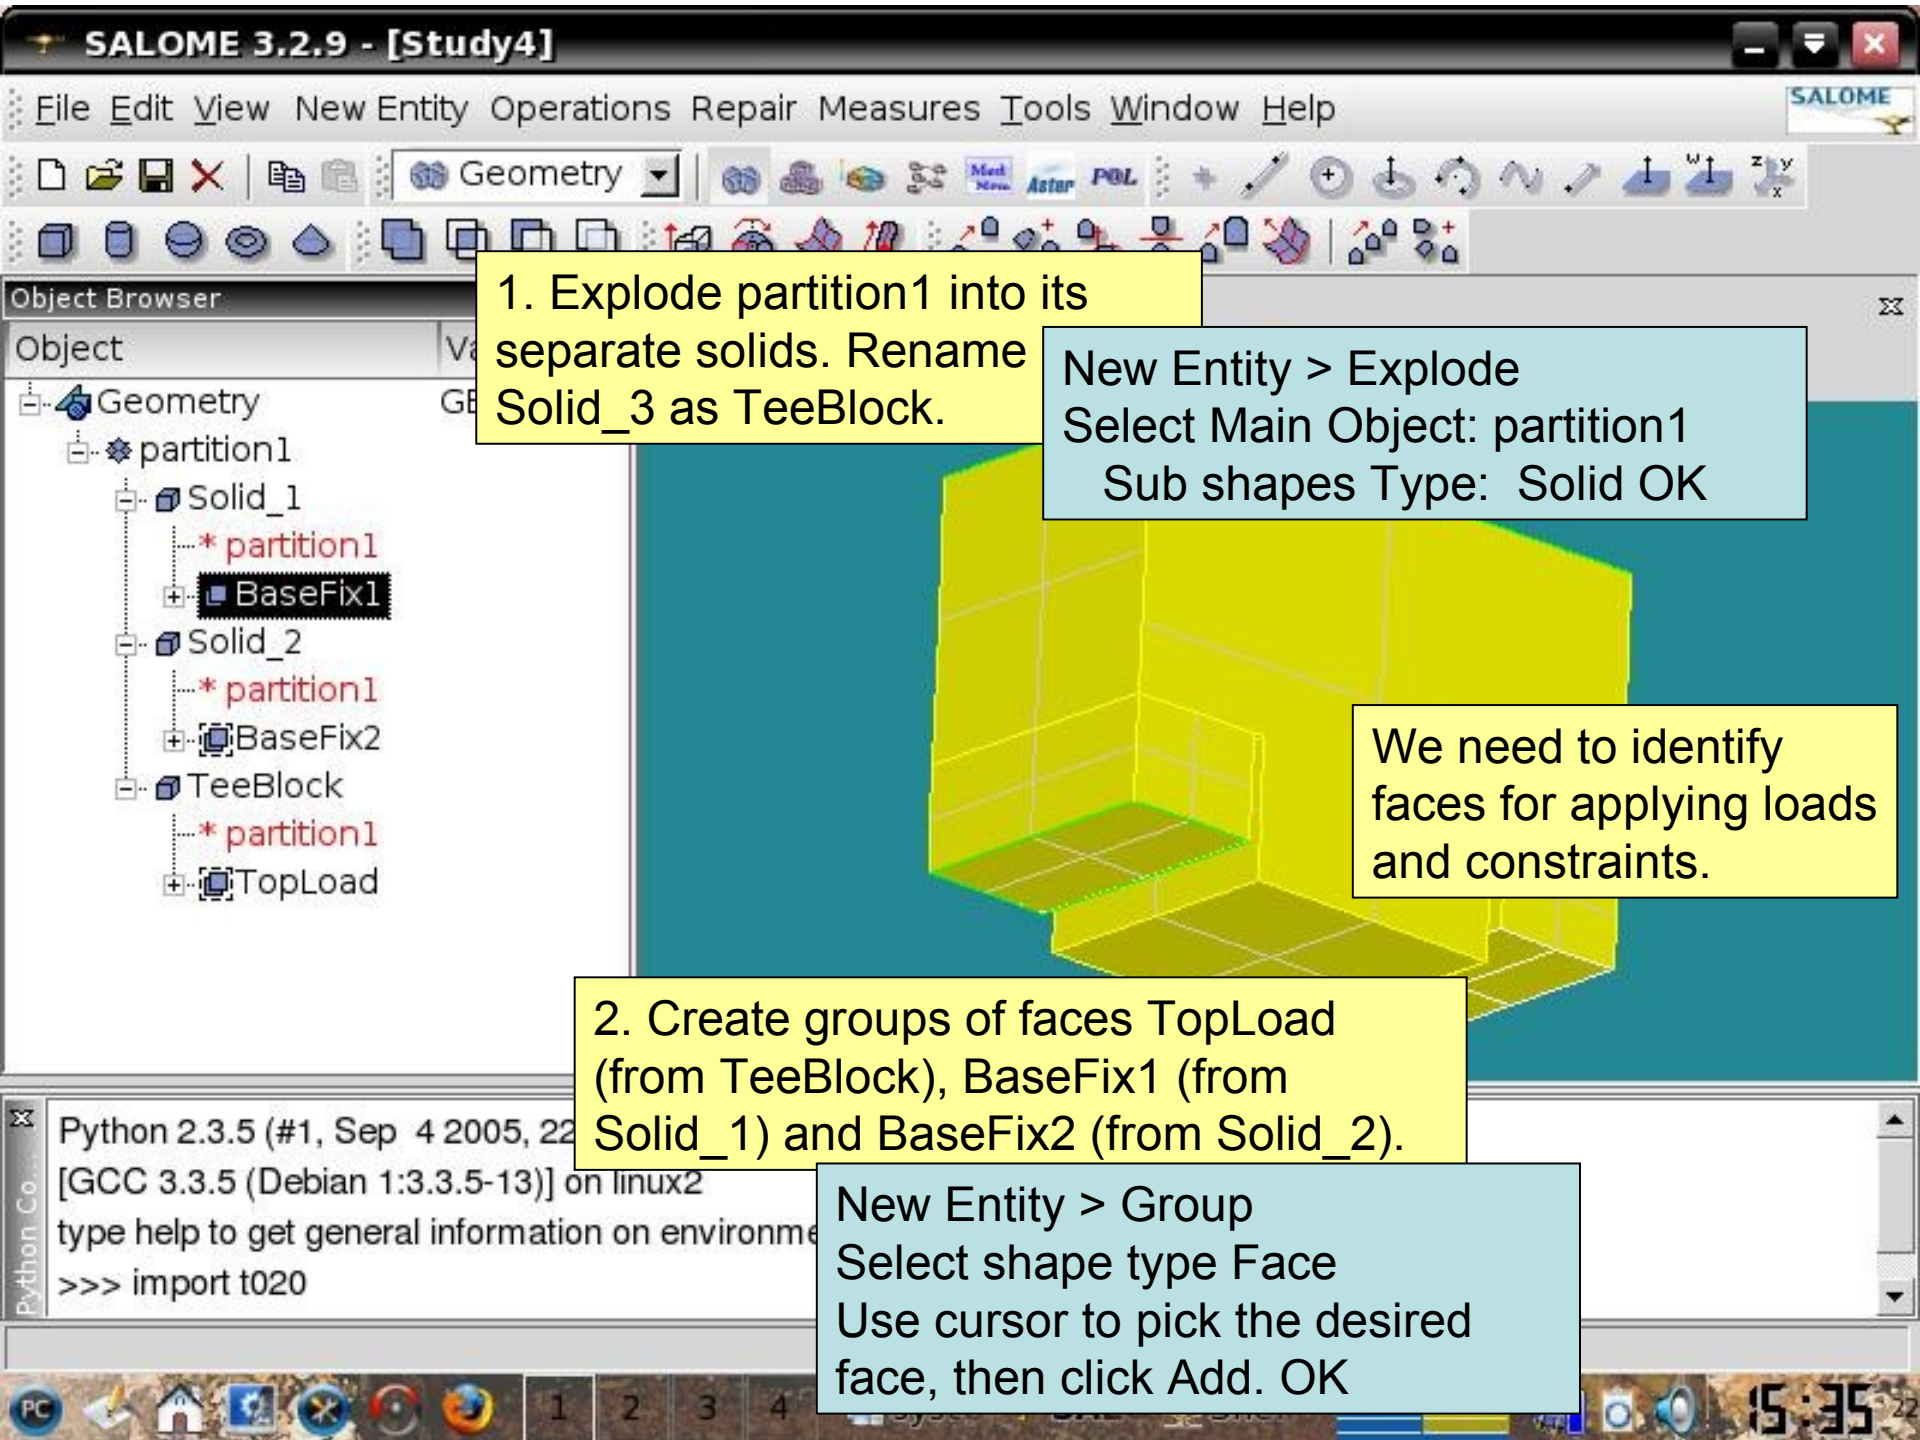 SALOME 3.2.9 - [Study4]
File Edit View New Entity Operations Repair Measures Tools Window Help
SALOME
Geometry
Med
Aster
POL
Object Browser
Object
Geometry
partition1
Solid_1
* partition1
BaseFix1
Solid_2
* partition1
BaseFix2
TeeBlock
* partition1
TopLoad
1. Explode partition1 into its
separate solids. Rename
Solid_3 as TeeBlock.
New Entity > Explode
Select Main Object: partition1
Sub shapes Type: Solid OK
We need to identify
faces for applying loads
and constraints.
2. Create groups of faces TopLoad
(from TeeBlock), BaseFix1 (from
Solid_1) and BaseFix2 (from Solid_2).
New Entity > Group
Select shape type Face
Use cursor to pick the desired
face, then click Add. OK
Python Co...
Python 2.3.5 (#1, Sep 4 2005, 22
[GCC 3.3.5 (Debian 1:3.3.5-13)] on linux2
type help to get general information on environme
>>> import t020
PC
1 2 3 4
15:35
22